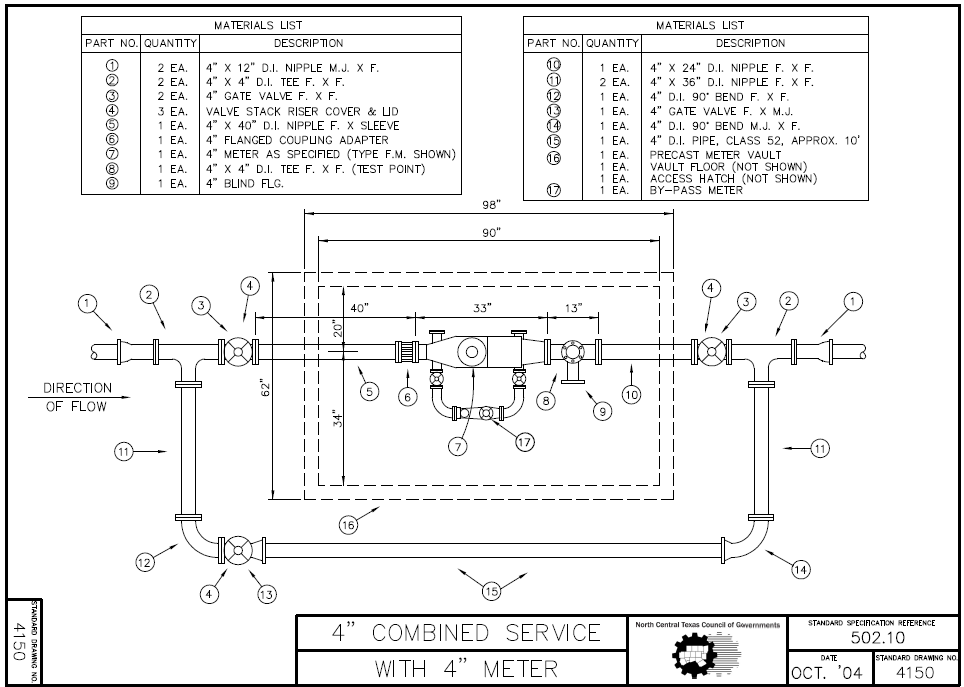 MATERIALS LIST
PART NO. QUANTITY DESCRIPTION
1 2 EA. 4" X 12" D.I. NIPPLE M.J. X F.
2 2 EA. 4" X 4" D.I. TEE F. X F.
3 2 EA. 4" GATE VALVE F. X F.
4 3 EA. VALVE STACK RISER COVER & LID
5 1 EA. 4" X 40" D.I. NIPPLE F. X SLEEVE
6 1 EA. 4" FLANGED COUPLING ADAPTER
7 1 EA. 4" METER AS SPECIFIED (TYPE F.M. SHOWN)
8 1 EA. 4" X 4" D.I. TEE F. X F. (TEST POINT)
9 1 EA. 4" BLIND FLG.
MATERIALS LIST
PART NO. QUANTITY DESCRIPTION
10 1 EA. 4" X 24" D.I. NIPPLE F. X F.
11 2 EA. 4" X 36" D.I. NIPPLE F. X F.
12 1 EA. 4" D.I. 90° BEND F. X F.
13 1 EA. 4" GATE VALVE F. X M.J.
14 1 EA. 4" D.I. 90° BEND M.J. X F.
15 1 EA. 4" D.I. PIPE, CLASS 52, APPROX. 10'
16 1 EA. PRECAST METER VAULT
1 EA. VAULT FLOOR (NOT SHOWN)
1 EA. ACCESS HATCH (NOT SHOWN)
17 1 EA. BY-PASS METER
98"
90"
1 2 3 4 40" 33" 13" 4 3 2 1
20"
62"
34"
DIRECTION
OF FLOW
5 6 7 8 9 10
17
11 11
16
12 14
4 13 15
STANDARD DRAWING NO.
4150
4" COMBINED SERVICE
WITH 4" METER
North Central Texas Council of Governments
STANDARD SPECIFICATION REFERENCE
502.10
DATE
OCT. '04
STANDARD DRAWING NO.
4150